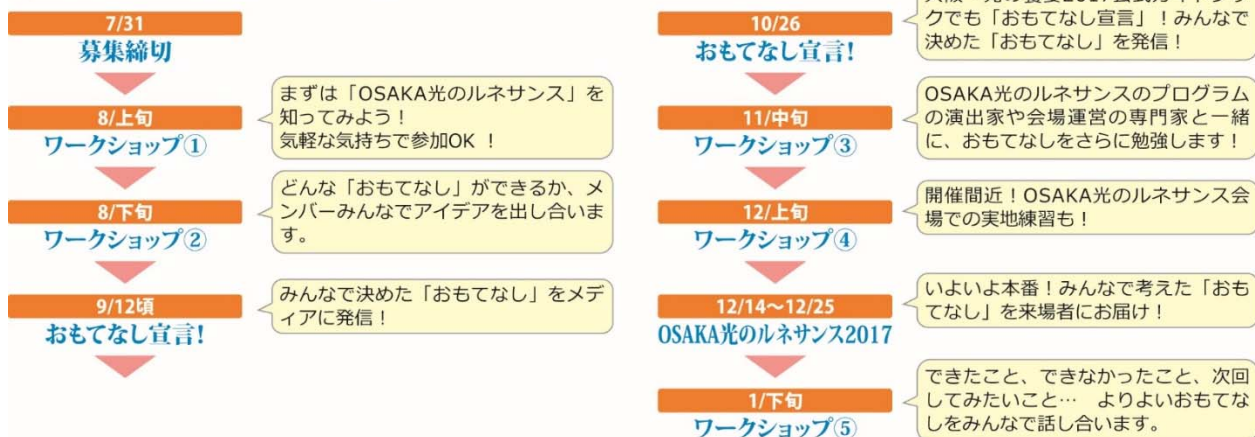 7/31
募集締切
8/上旬
ワークショップ①
まずは「OSAKA光のルネサンス」を
知ってみよう！
気軽な気持ちで参加OK ！
8/下旬
ワークショップ②
どんな「おもてなし」ができるか、メ
ンバーみんなでアイデアを出し合いま
す。
9/12頃
おもてなし宣言!
みんなで決めた「おもてなし」をメデ
ィアに発信！
10/26
おもてなし宣言!
クでも「おもてなし宣言」！みんなで
決めた「おもてなし」を発信！
11/中旬
ワークショップ③
OSAKA光のルネサンスのプログラム
の演出家や会場運営の専門家と一緒
に、おもてなしをさらに勉強します！
12/上旬
ワークショップ④
開催間近！OSAKA光のルネサンス会
場での実地練習も！
12/14～12/25
OSAKA光のルネサンス2017
いよいよ本番！みんなで考えた「おも
てなし」を来場者にお届け！
1/下旬
ワークショップ⑤
できたこと、できなかったこと、次回
してみたいこと… よりよいおもてな
しをみんなで話し合います。